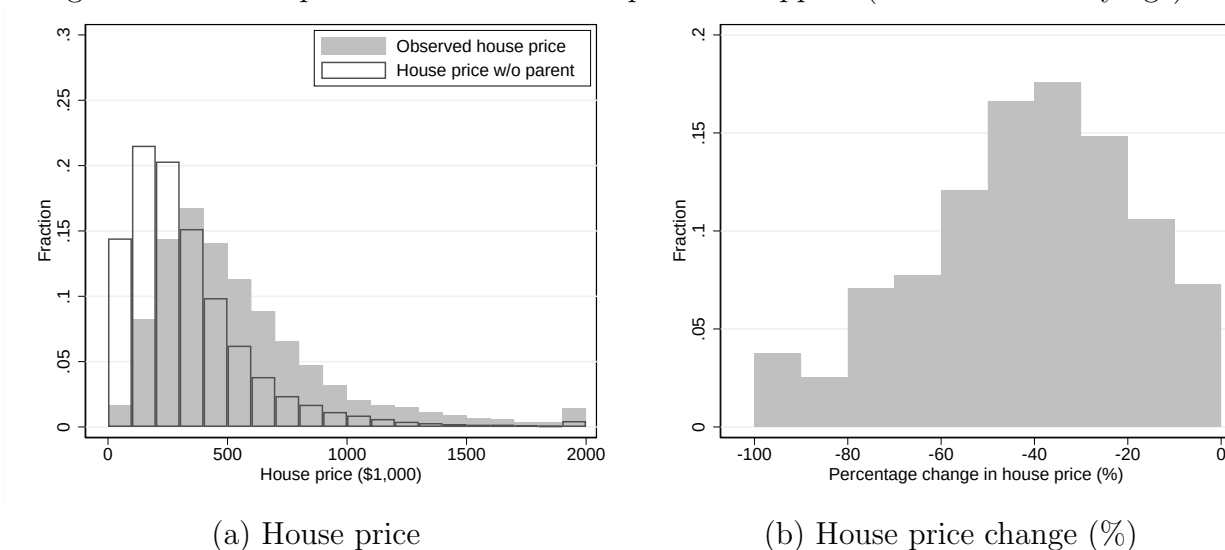 .3
.25
.2
.15
.1
.05
0
Fraction
Observed house price
House price w/o parent
0 500 1000 1500 2000
House price ($1,000)
(a) House price
.2
.15
.1
.05
0
Fraction
-100 -80 -60 -40 -20 0
Percentage change in house price (%)
(b) House price change (%)